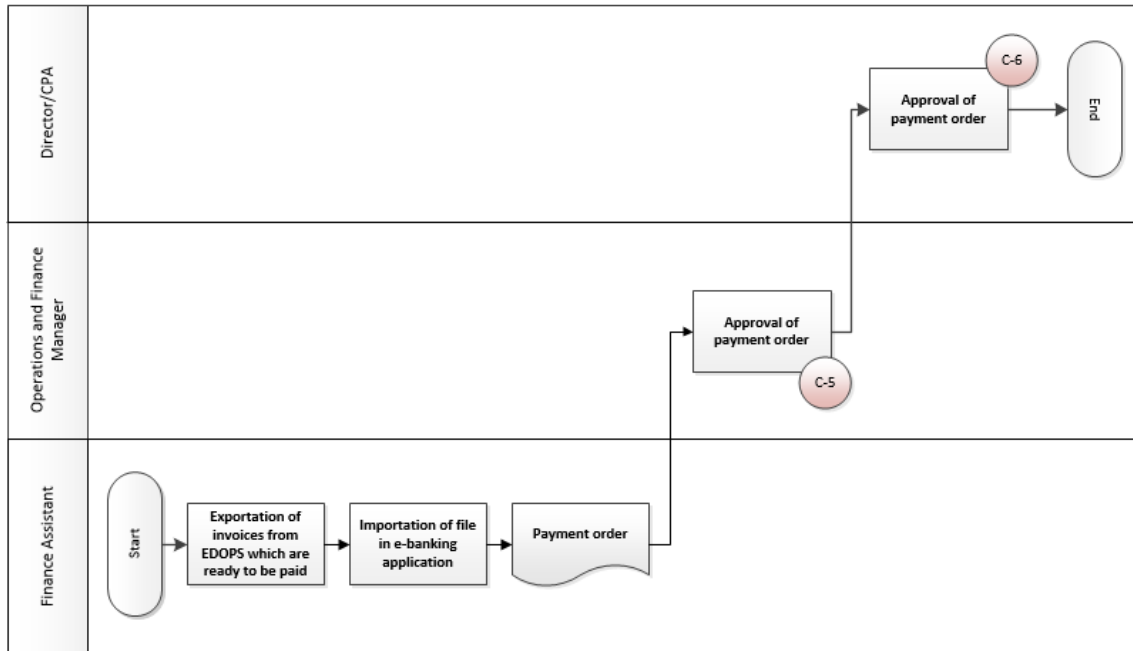 Director/CPA
C-6
Approval of
payment order
End
Operations and Finance
Manager
Approval of
payment order
C-5
Finance Assistant
Start
Exportation of
invoices from
EDOPS which are
ready to be paid
Importation of file
in e-banking
application
Payment order